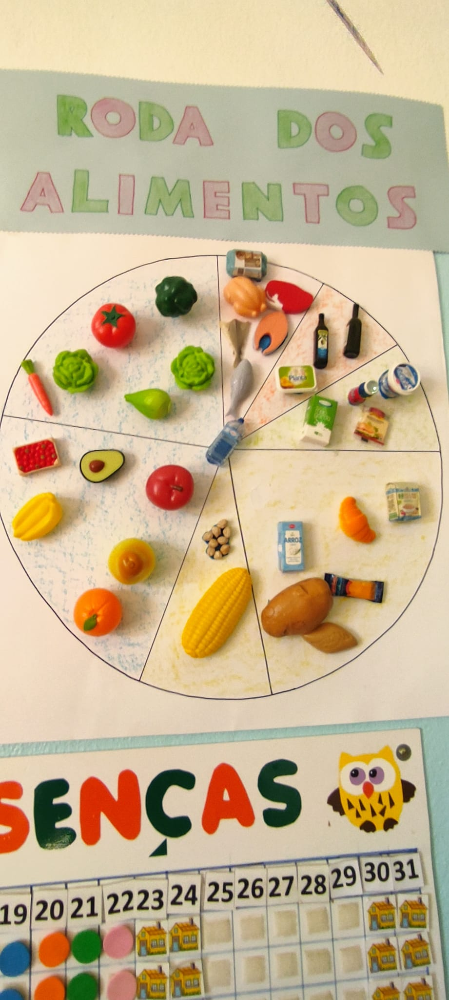 RODA DOS
ALIMENTOS
Planta
ARROZ
SENÇAS
19 20 21 22 23 24 25 26 27 28 29 30 31